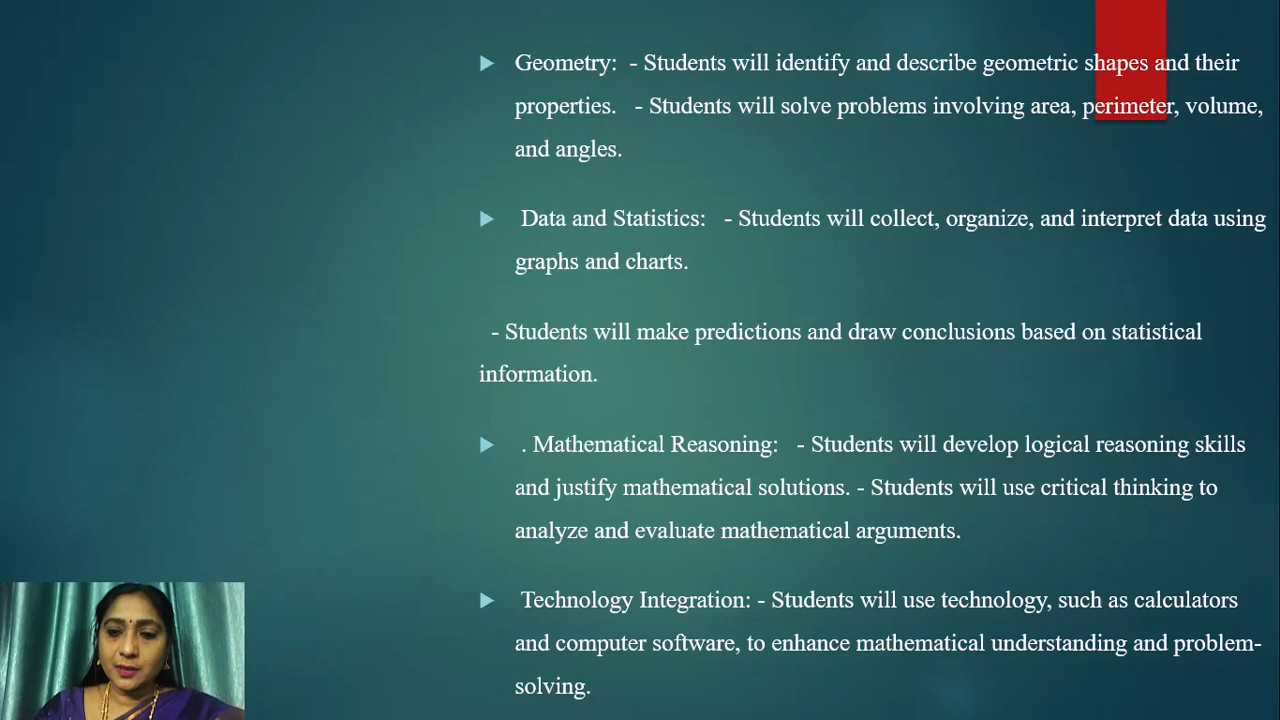 Geometry:  - Students will identify and describe geometric shapes and their
properties.   - Students will solve problems involving area, perimeter, volume,
and angles.
Data and Statistics:   - Students will collect, organize, and interpret data using
graphs and charts.
- Students will make predictions and draw conclusions based on statistical
information.
. Mathematical Reasoning:   - Students will develop logical reasoning skills
and justify mathematical solutions. - Students will use critical thinking to
analyze and evaluate mathematical arguments.
Technology Integration: - Students will use technology, such as calculators
and computer software, to enhance mathematical understanding and problem-
solving.